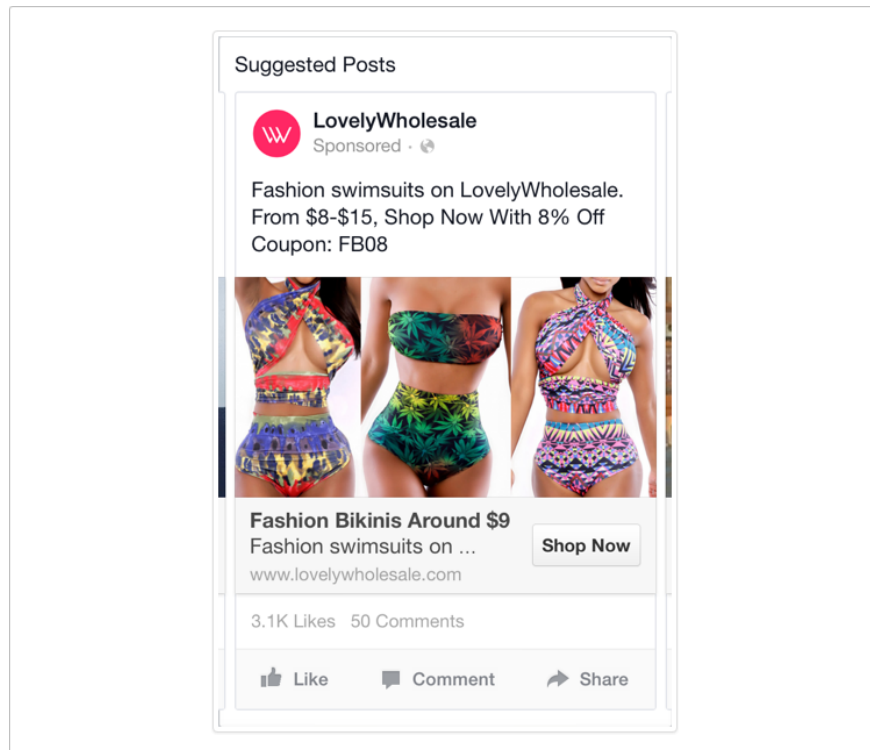 Suggested Posts
LovelyWholesale
Sponsored ·
Fashion swimsuits on LovelyWholesale.
From $8-$15, Shop Now With 8% Off
Coupon: FB08
Fashion Bikinis Around $9
Fashion swimsuits on ...
Shop Now
www.lovelywholesale.com
3.1K Likes 50 Comments
Like Comment Share